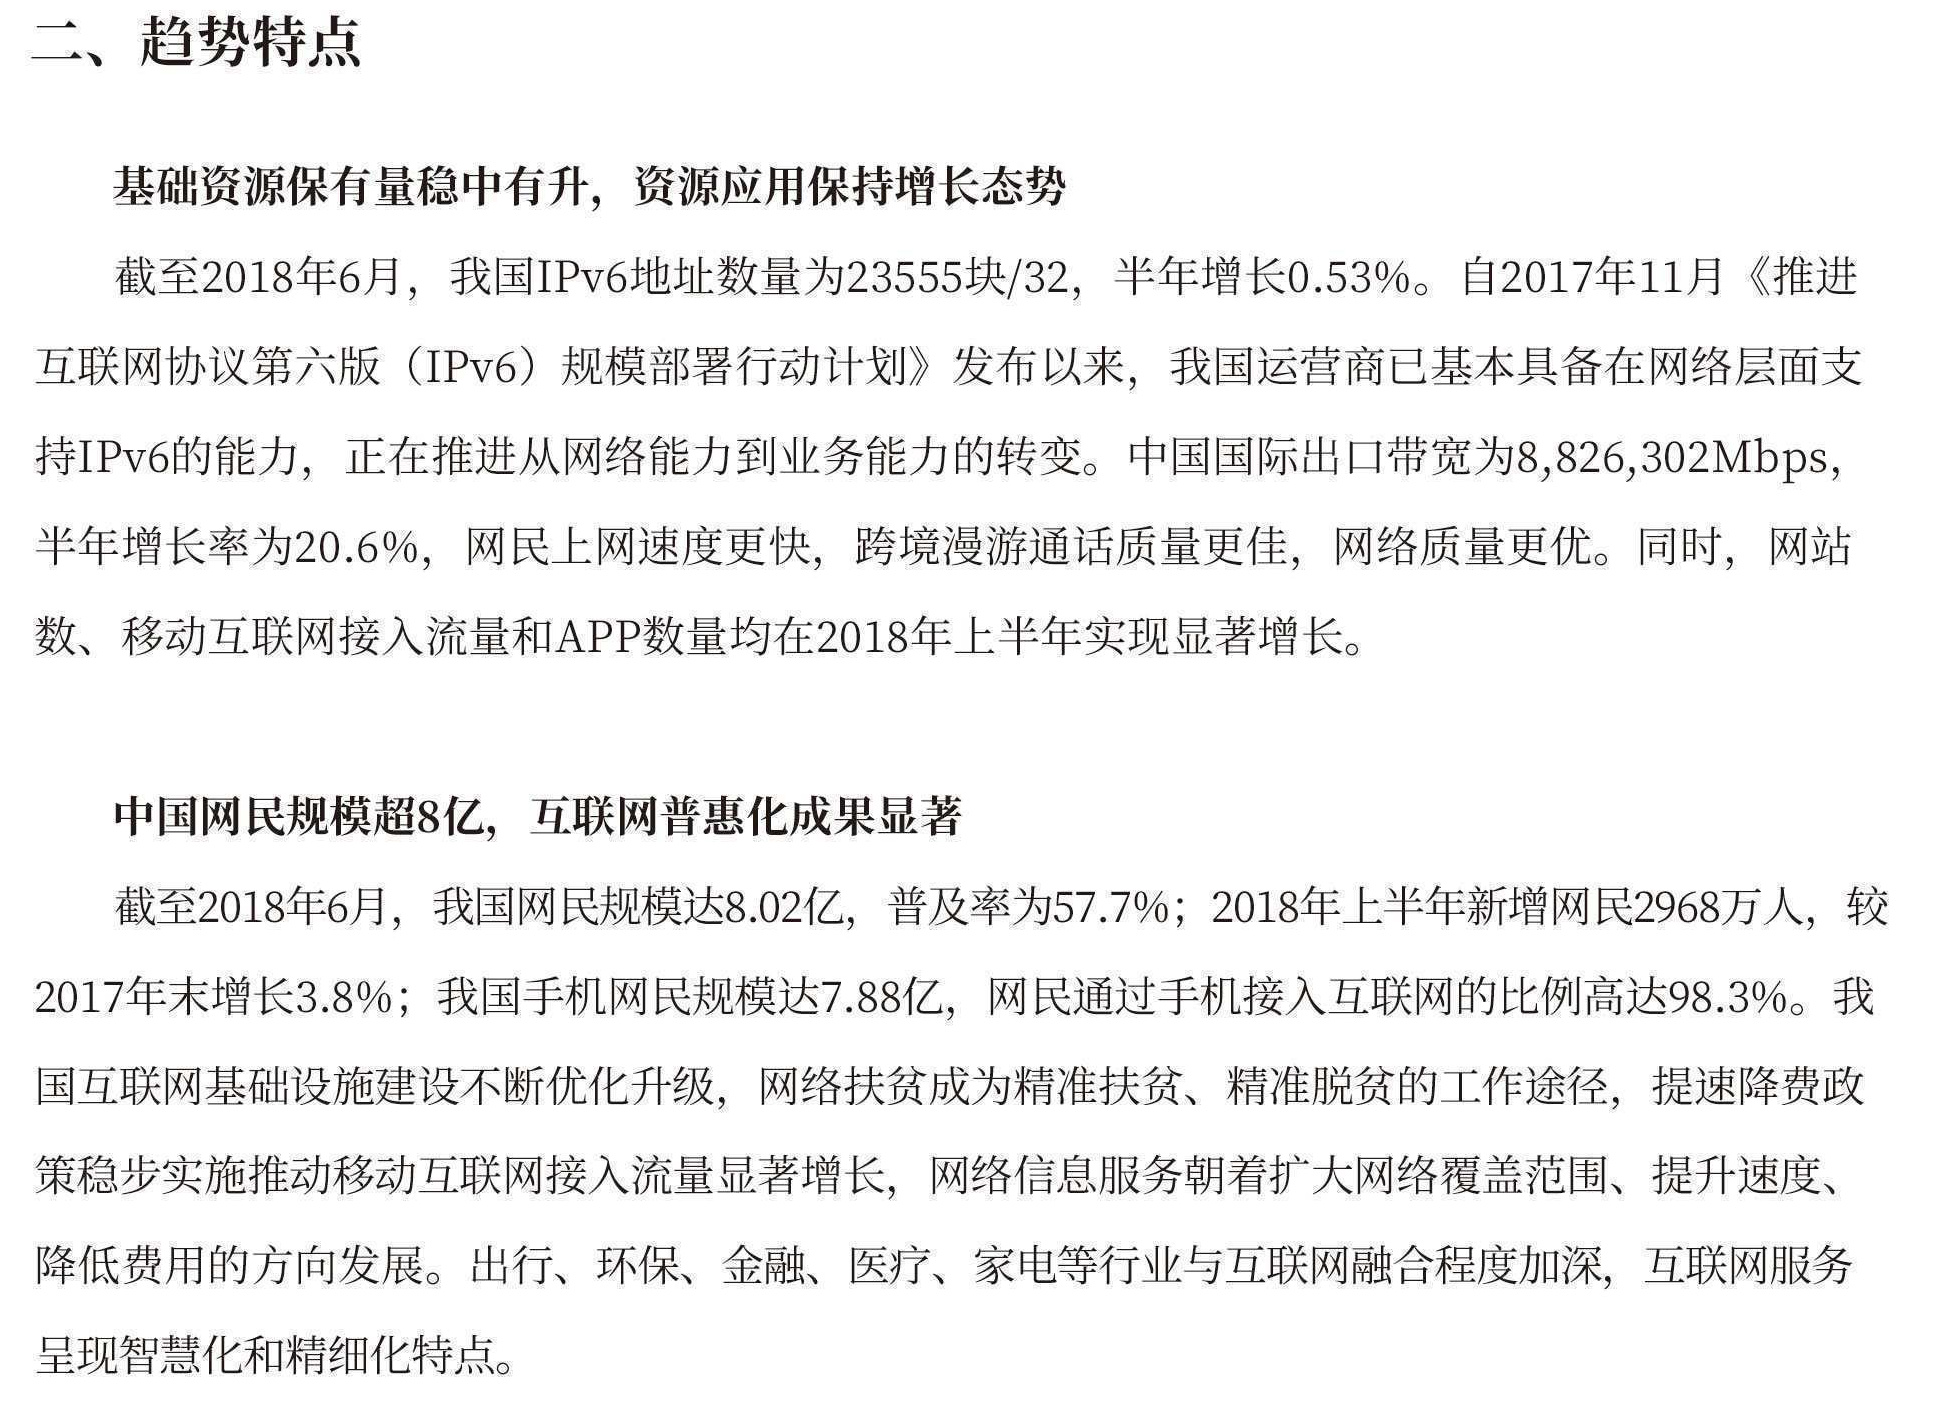 二、趋势特点
基础资源保有量稳中有升，资源应用保持增长态势
截至2018年6月，我国IPv6地址数量为23555块/32，半年增长0.53%。自2017年11月《推进
互联网协议第六版（IPv6）规模部署行动计划》发布以来，我国运营商已基本具备在网络层面支
持IPv6的能力，正在推进从网络能力到业务能力的转变。中国国际出口带宽为8,826,302Mbps，
半年增长率为20.6%，网民上网速度更快，跨境漫游通话质量更佳，网络质量更优。同时，网站
数、移动互联网接入流量和APP数量均在2018年上半年实现显著增长。
中国网民规模超8亿，互联网普惠化成果显著
截至2018年6月，我国网民规模达8.02亿，普及率为57.7%；2018年上半年新增网民2968万人，较
2017年末增长3.8%；我国手机网民规模达7.88亿，网民通过手机接入互联网的比例高达98.3%。我
国互联网基础设施建设不断优化升级，网络扶贫成为精准扶贫、精准脱贫的工作途径，提速降费政
策稳步实施推动移动互联网接入流量显著增长，网络信息服务朝着扩大网络覆盖范围、提升速度、
降低费用的方向发展。出行、环保、金融、医疗、家电等行业与互联网融合程度加深，互联网服务
呈现智慧化和精细化特点。